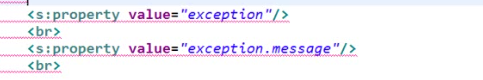 <s:property value="exception"/>
<br>
<s:property value="exception.message"/>
<br>